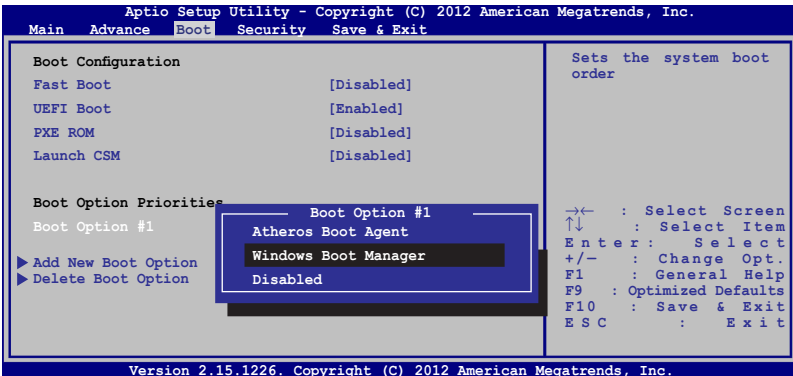 Aptio Setup Utility - Copyright (C) 2012 American Megatrends, Inc.
Main Advance Boot Security Save & Exit
Boot Configuration
Fast Boot [Disabled]
UEFI Boot [Enabled]
PXE ROM [Disabled]
Launch CSM [Disabled]
Boot Option Priorities
Boot Option #1
Add New Boot Option
Delete Boot Option
Boot Option #1
Atheros Boot Agent
Windows Boot Manager
Disabled
Sets the system boot
order
→← : Select Screen
↑↓ : Select Item
Enter: Select
+/— : Change Opt.
F1 : General Help
F9 : Optimized Defaults
F10 : Save & Exit
ESC : Exit
Version 2.15.1226. Copyright (C) 2012 American Megatrends, Inc.